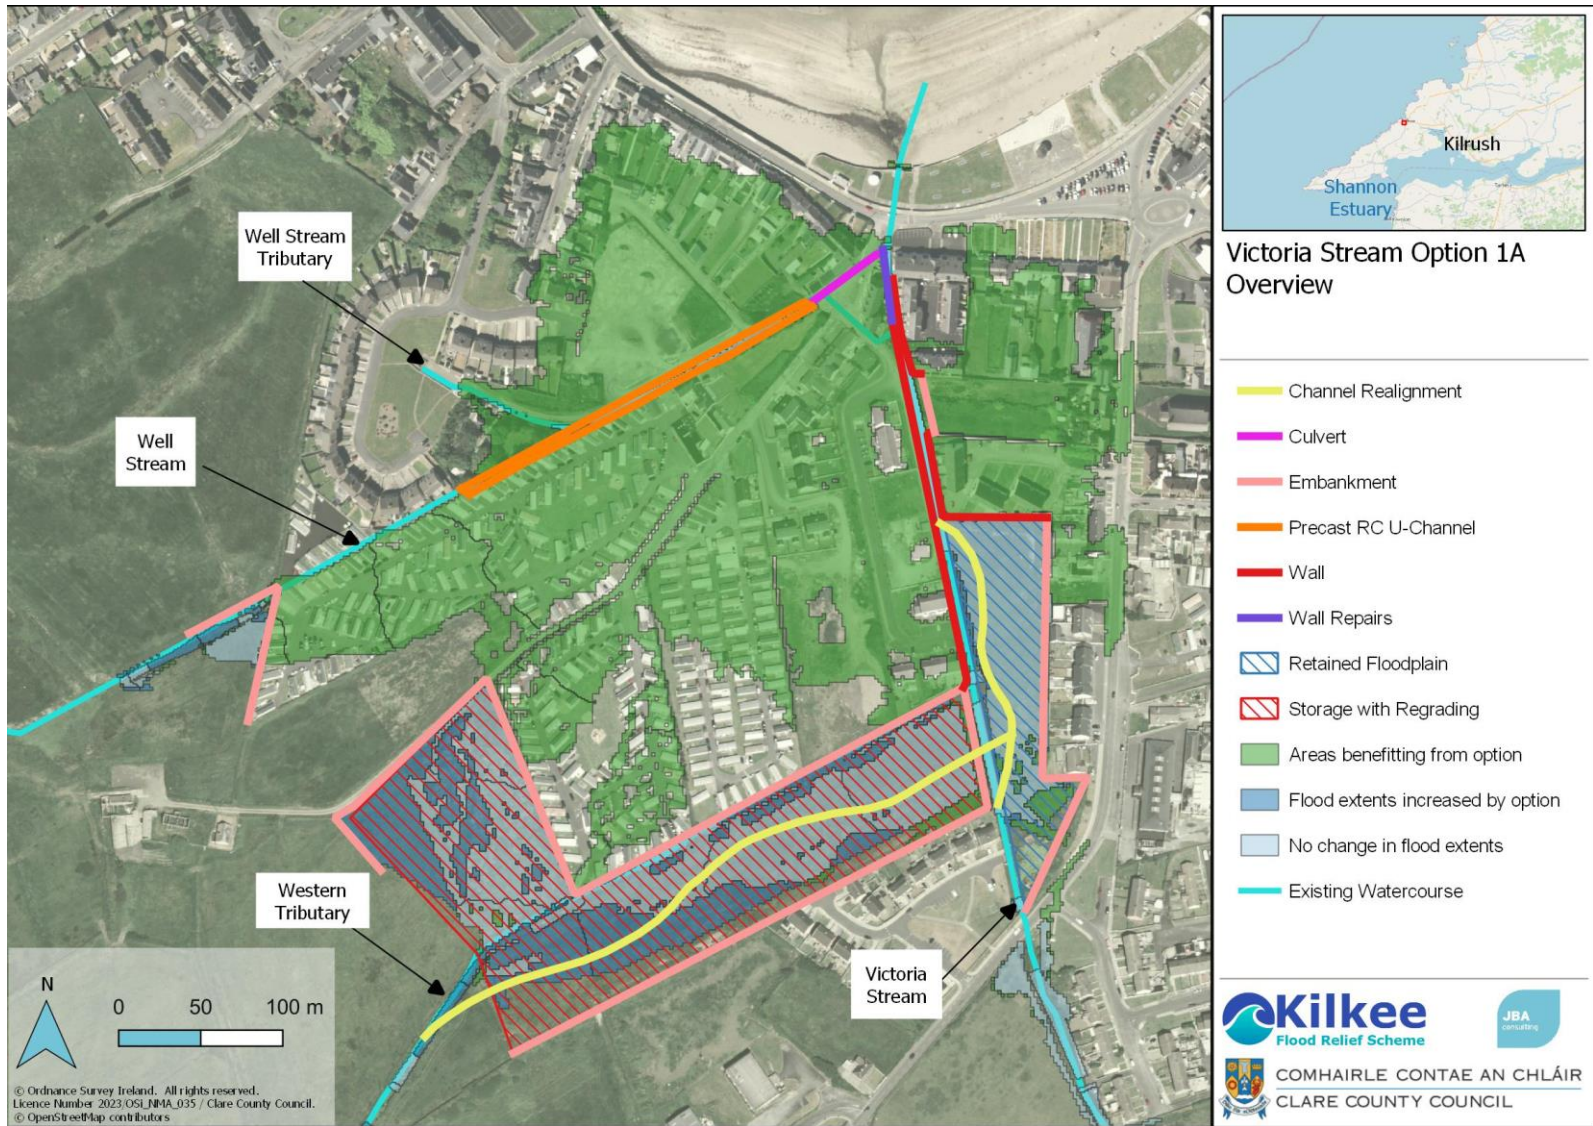 Well Stream
Tributary
Well
Stream
Western
Tributary
Victoria
Stream
N
0 50 100 m
© Ordnance Survey Ireland. All rights reserved.
Licence Number 2023/OSi_NMA_035 / Clare County Council.
© OpenStreetMap contributors
Kilrush
Shannon
Estuary
Victoria Stream Option 1A
Overview
Channel Realignment
Culvert
Embankment
Precast RC U-Channel
Wall
Wall Repairs
Retained Floodplain
Storage with Regrading
Areas benefitting from option
Flood extents increased by option
No change in flood extents
Existing Watercourse
Kilkee
Flood Relief Scheme
JBA
consulting
COMHAIRLE CONTAE AN CHLÁIR
CLARE COUNTY COUNCIL